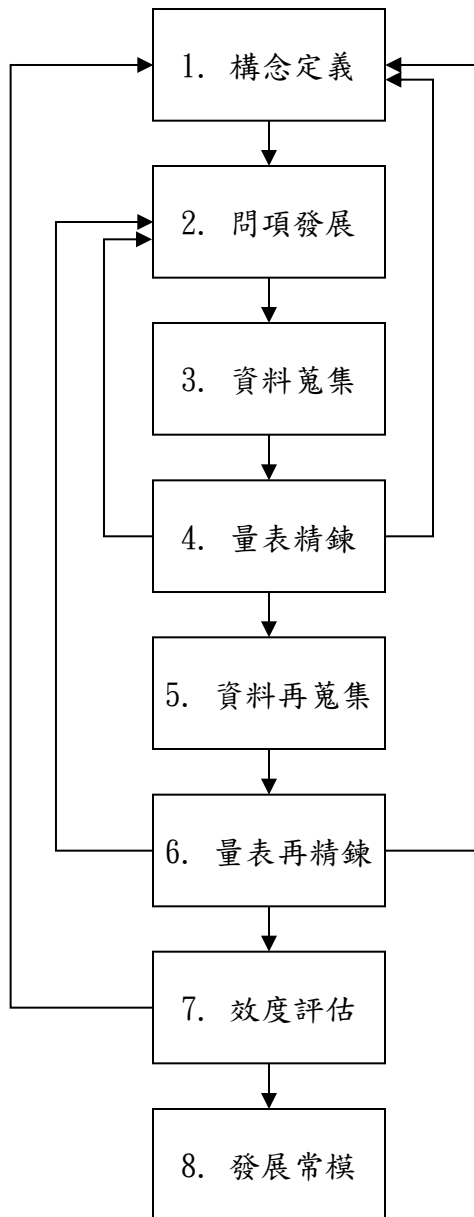 1. 構念定義
2. 問項發展
3. 資料蒐集
4. 量表精鍊
5. 資料再蒐集
6. 量表再精鍊
7. 效度評估
8. 發展常模